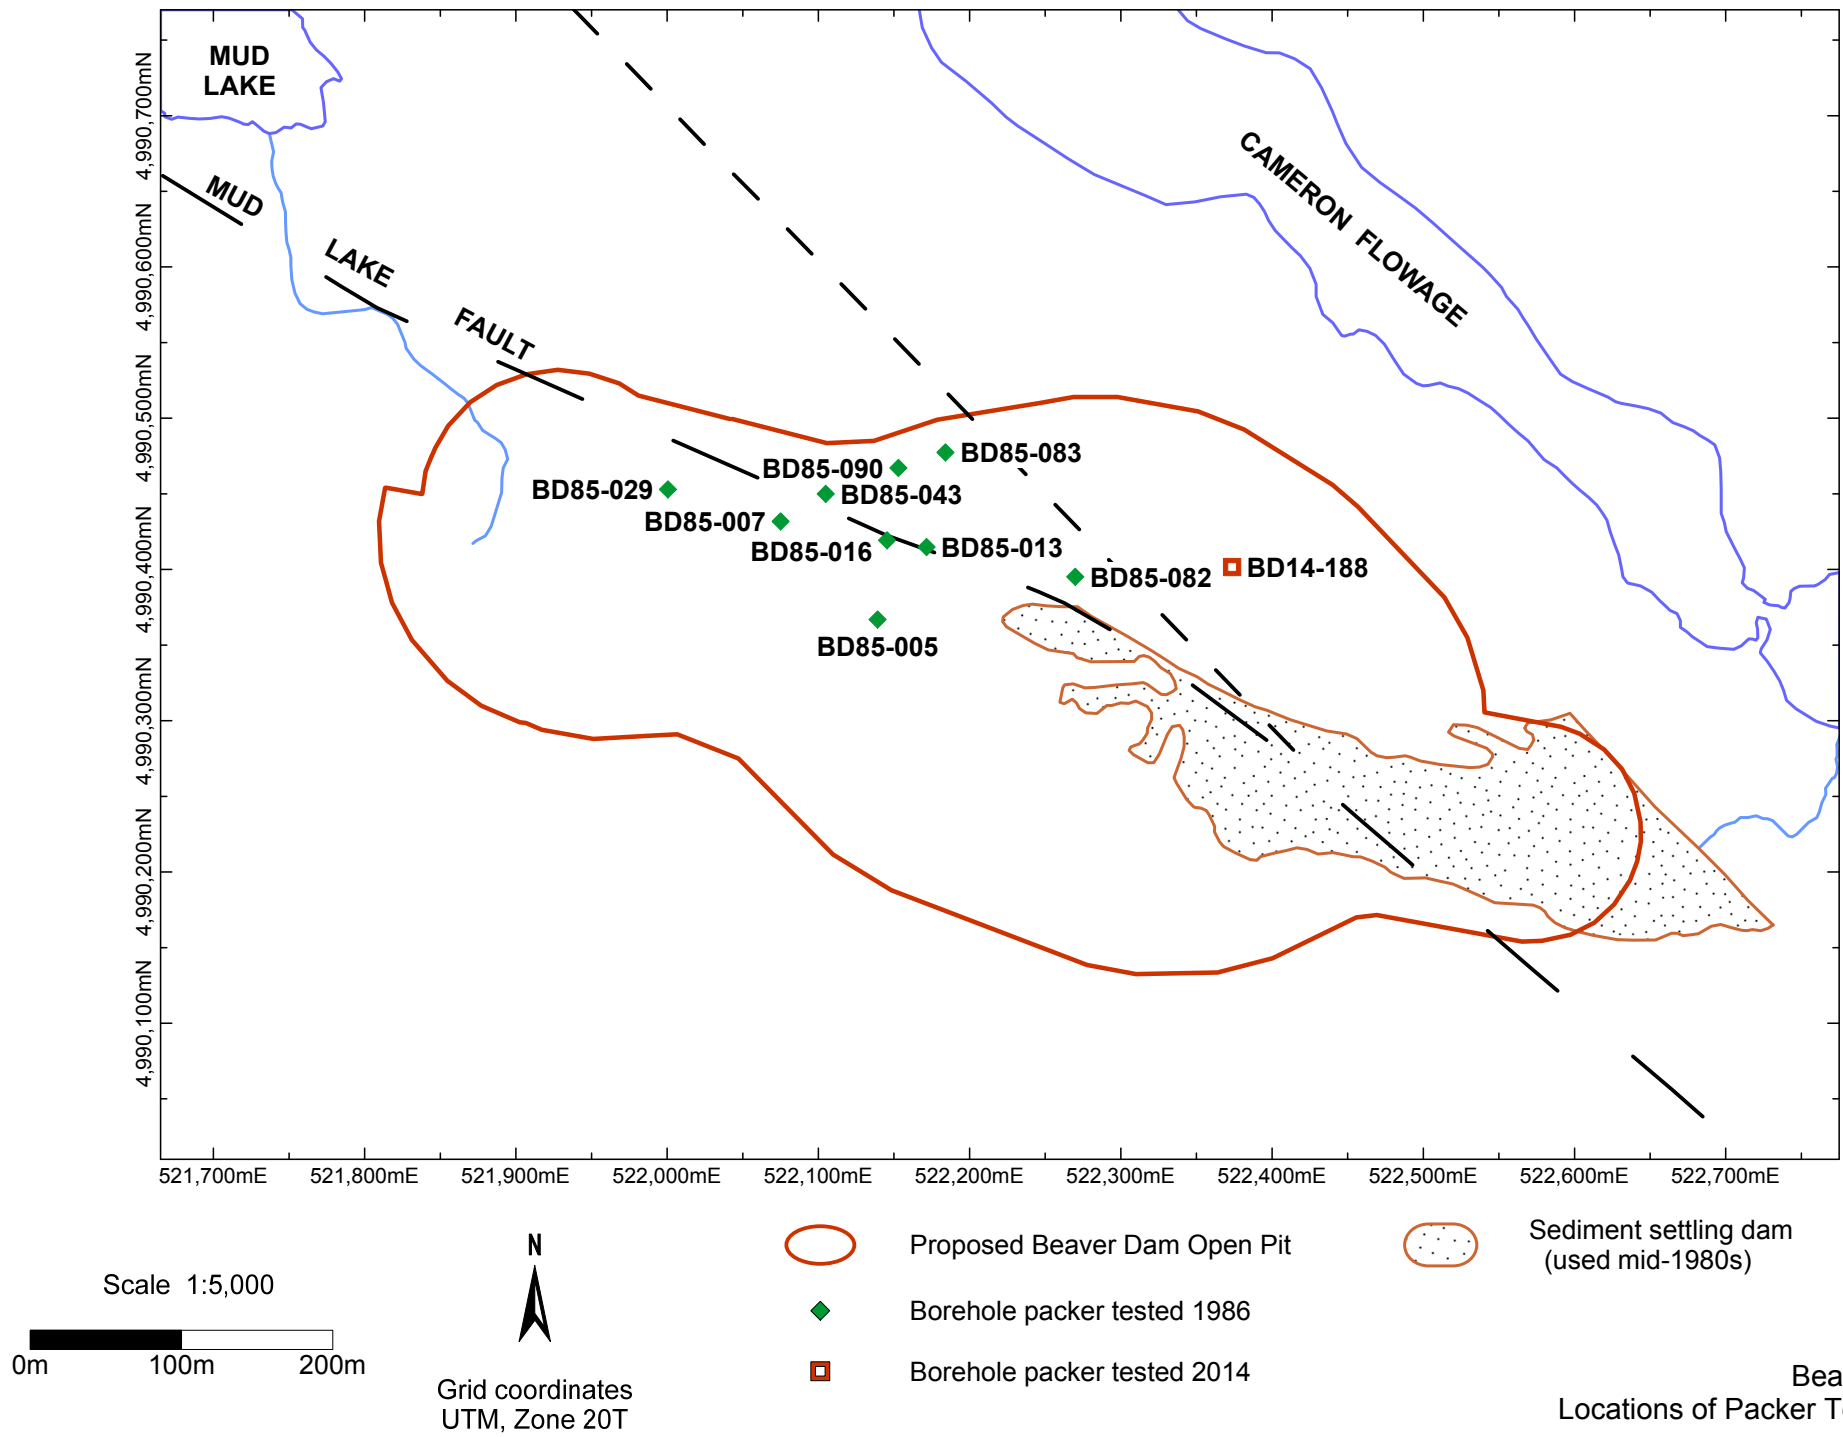 MUD
LAKE
MUD
LAKE
FAULT
CAMERON FLOWAGE
4,990,700mN
4,990,600mN
4,990,500mN
4,990,400mN
4,990,300mN
4,990,200mN
4,990,100mN
BD85-083
BD85-090
BD85-029
BD85-043
BD85-007
BD85-016
BD85-013
BD85-082
BD14-188
BD85-005
521,700mE
521,800mE
521,900mE
522,000mE
522,100mE
522,200mE
522,300mE
522,400mE
522,500mE
522,600mE
522,700mE
Scale 1:5,000
0m
100m
200m
N
Grid coordinates
UTM, Zone 20T
Proposed Beaver Dam Open Pit
Borehole packer tested 1986
Borehole packer tested 2014
Sediment settling dam
(used mid-1980s)
Locations of Packer